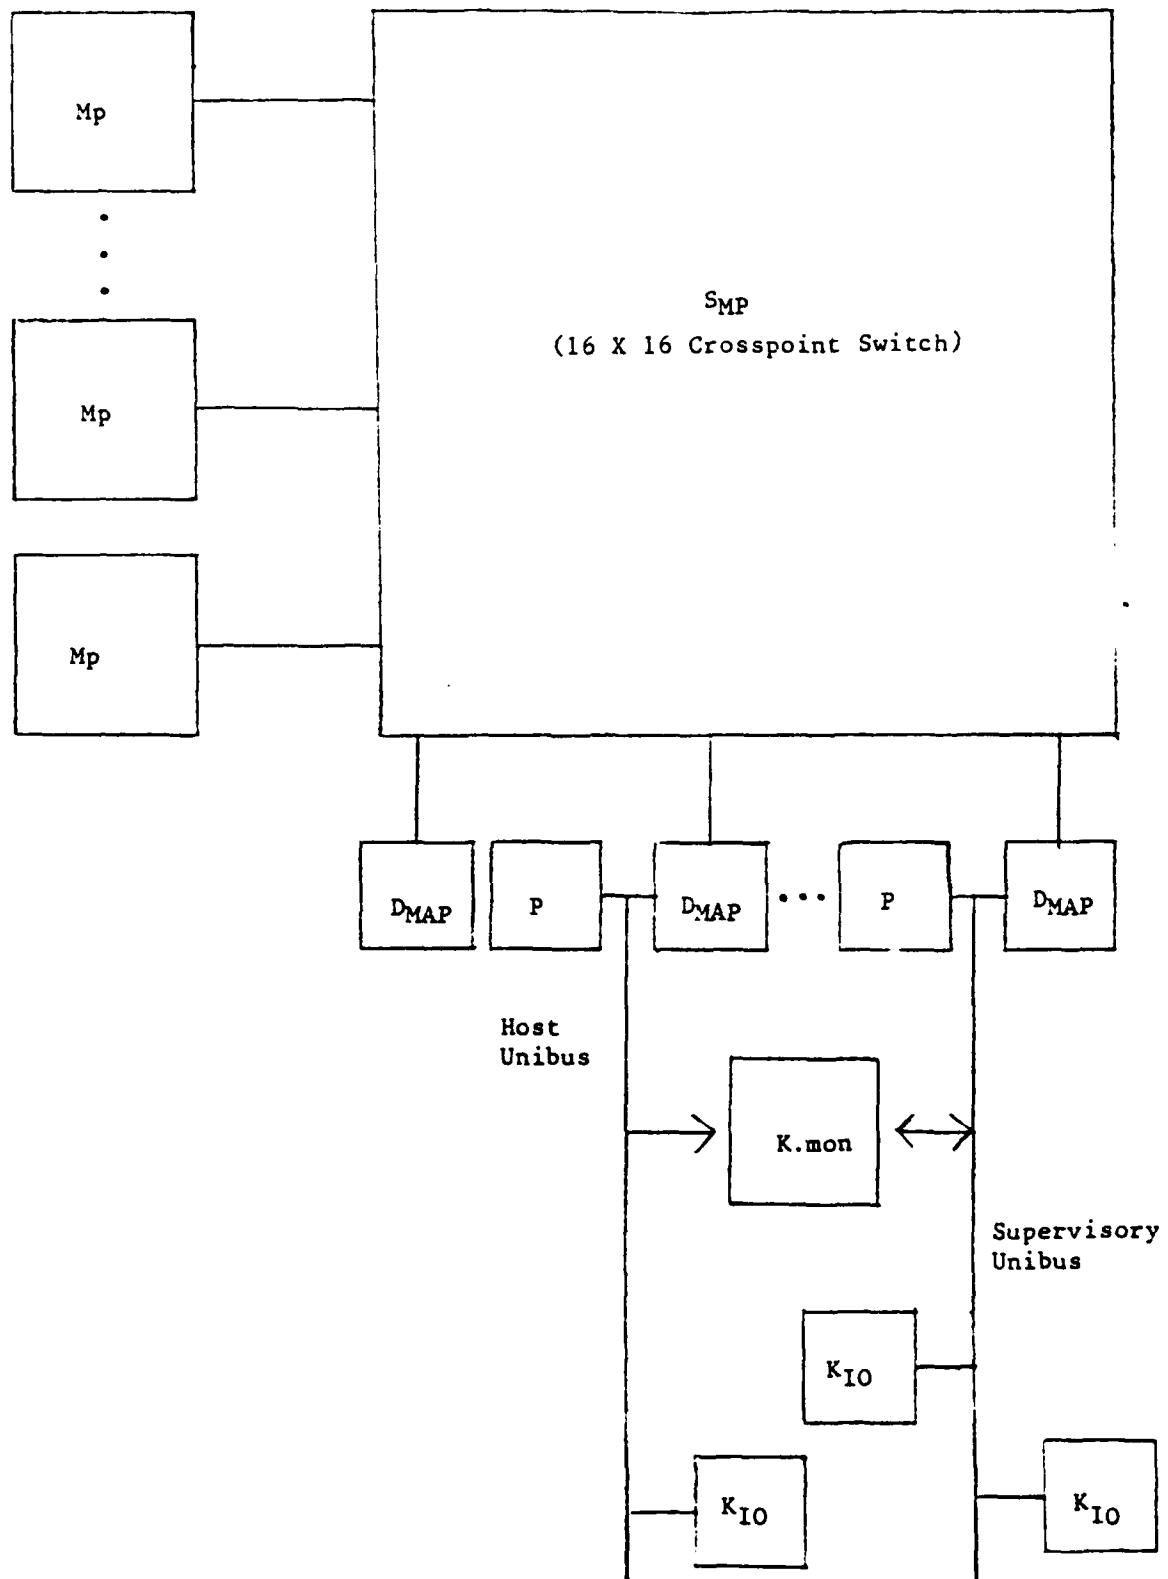 Mp
SMP
(16 X 16 Crosspoint Switch)
Mp
Mp
DMAP
P
DMAP
P
DMAP
Host
Unibus
K.mon
Supervisory
Unibus
KIO
KIO
KIO